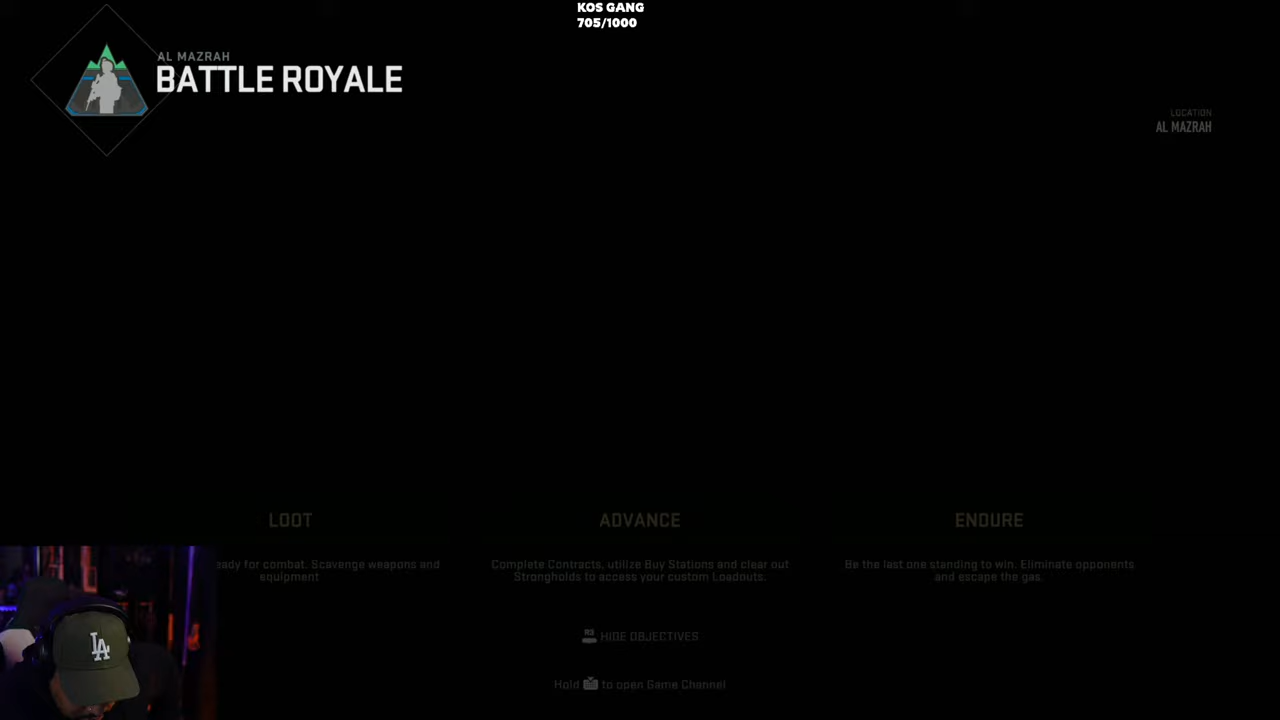 KOS GANG
705/1000
AL MAZRAH
BATTLE ROYALE
LOCATION
AL MAZRAH
LOOT
eady for combat. Scavenge weapons and
equipment
ADVANCE
Complete Contracts, utilize Buy Stations and clear out
Strongholds to access your custom Loadouts.
ENDURE
Be the last one standing to win. Eliminate opponents
and escape the gas.
R3 HIDE OBJECTIVES
Hold to open Game Channel
LA